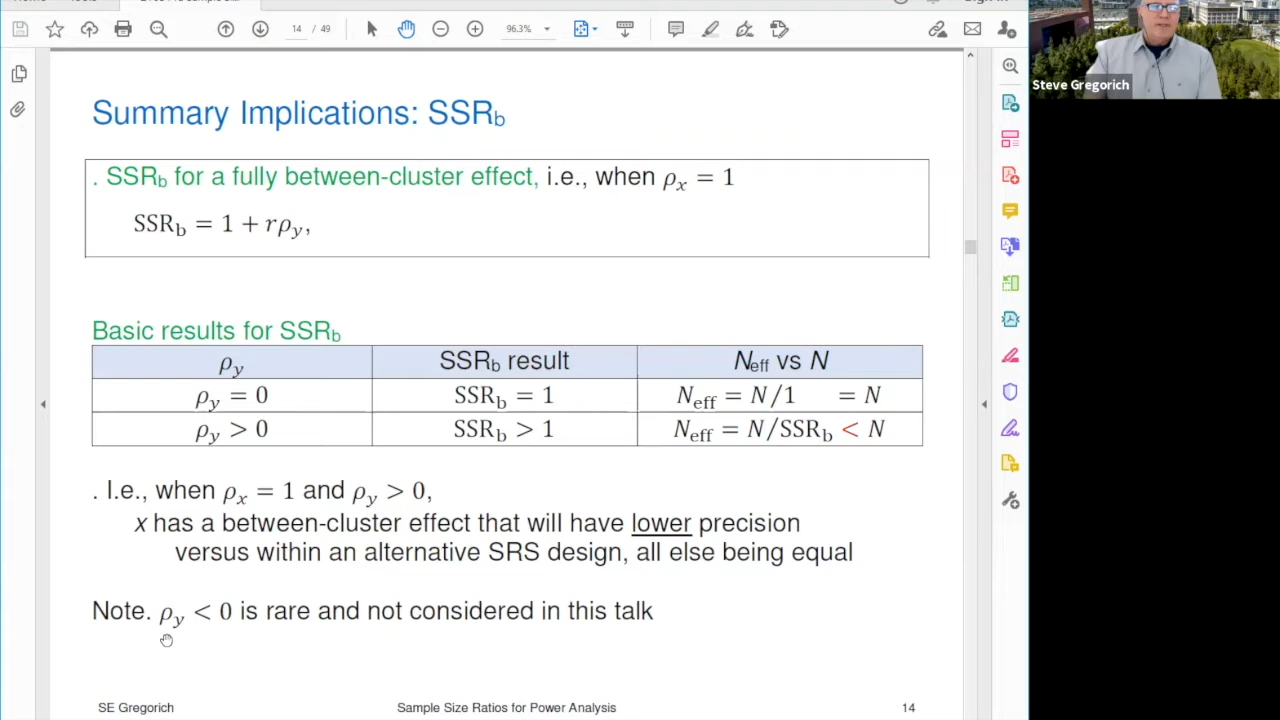 14 / 49
96.3%
Steve Gregorich
Summary Implications: SSRb
. SSRb for a fully between-cluster effect, i.e., when ρx = 1
SSRb = 1 + rρy,
Basic results for SSRb
ρy SSRb result Neff vs N
ρy = 0 SSRb = 1 Neff = N/1 = N
ρy > 0 SSRb > 1 Neff = N/SSRb < N
. I.e., when ρx = 1 and ρy > 0,
x has a between-cluster effect that will have lower precision
versus within an alternative SRS design, all else being equal
Note. ρy < 0 is rare and not considered in this talk
SE Gregorich Sample Size Ratios for Power Analysis 14